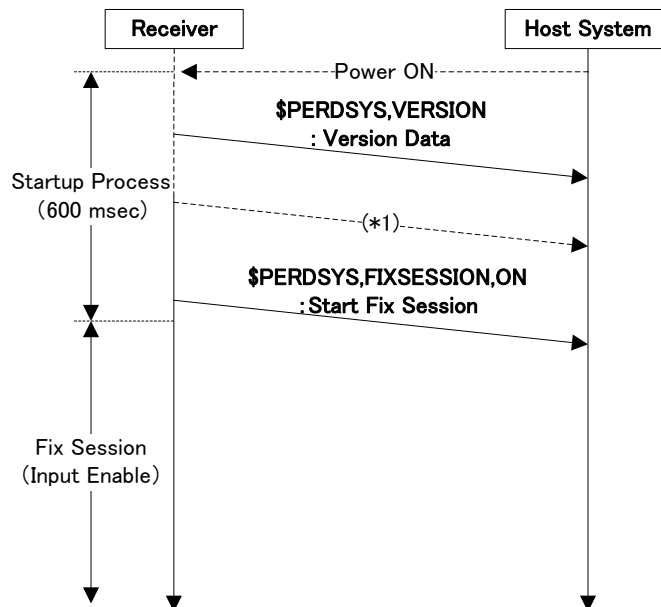 Receiver
Host System
Power ON
$PERDSYS,VERSION
: Version Data
Startup Process
(600 msec)
(*1)
$PERDSYS,FIXSESSION,ON
: Start Fix Session
Fix Session
(Input Enable)